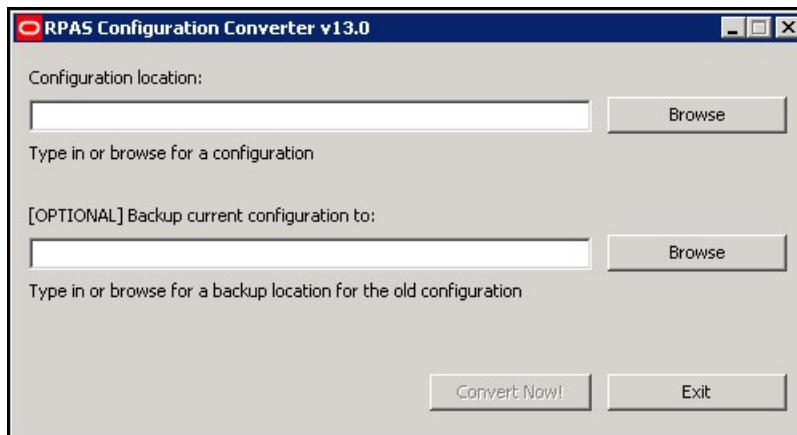 RPAS Configuration Converter v13.0
Configuration location:
Browse
Type in or browse for a configuration
[OPTIONAL] Backup current configuration to:
Browse
Type in or browse for a backup location for the old configuration
Convert Now!
Exit